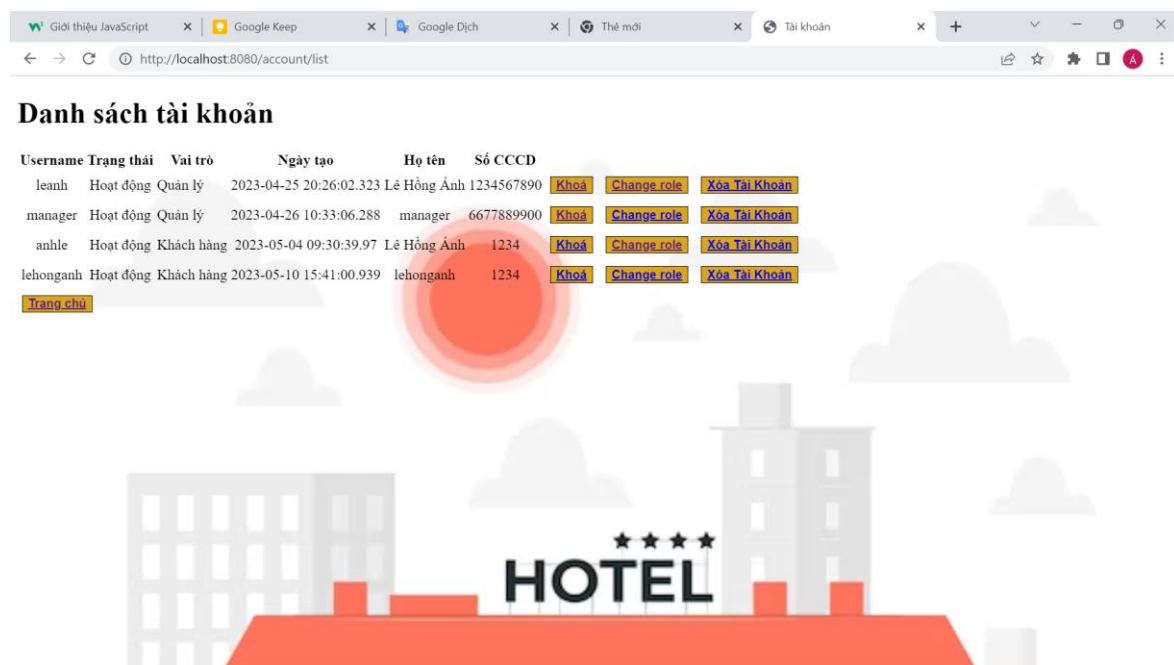 Giới thiệu JavaScript Google Keep Google Dịch Thẻ mới Tài khoản
http://localhost:8080/account/list Á
Danh sách tài khoản
Username Trạng thái Vai trò Ngày tạo Họ tên Số CCCD
leanh Hoạt động Quản lý 2023-04-25 20:26:02.323 Lê Hồng Ánh 1234567890 Khoá Change role Xóa Tài Khoản
manager Hoạt động Quản lý 2023-04-26 10:33:06.288 manager 6677889900 Khoá Change role Xóa Tài Khoản
anhle Hoạt động Khách hàng 2023-05-04 09:30:39.97 Lê Hồng Ánh 1234 Khoá Change role Xóa Tài Khoản
lehonganh Hoạt động Khách hàng 2023-05-10 15:41:00.939 lehonganh 1234 Khoá Change role Xóa Tài Khoản
Trang chủ
HOTEL